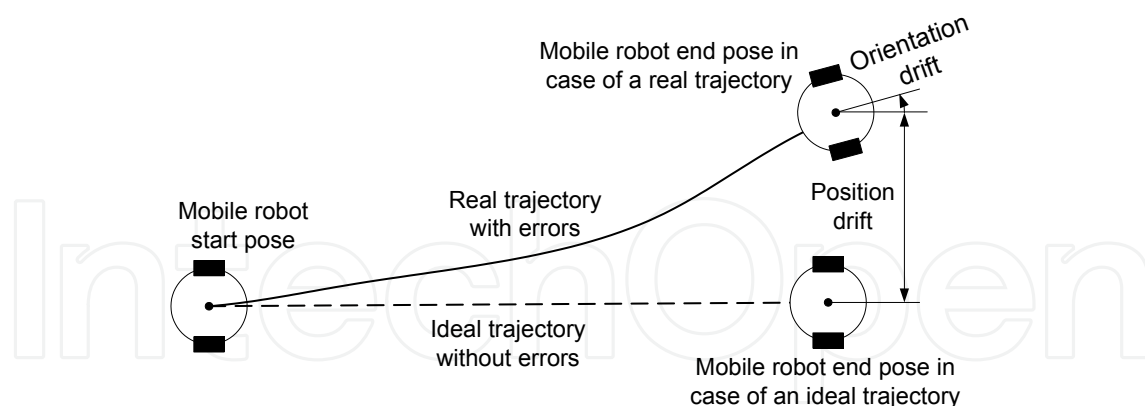 Mobile robot end pose in
case of a real trajectory
Orientation
drift
Real trajectory
with errors
Position
drift
Mobile robot
start pose
Ideal trajectory
without errors
Mobile robot end pose in
case of an ideal trajectory
IntechOpen